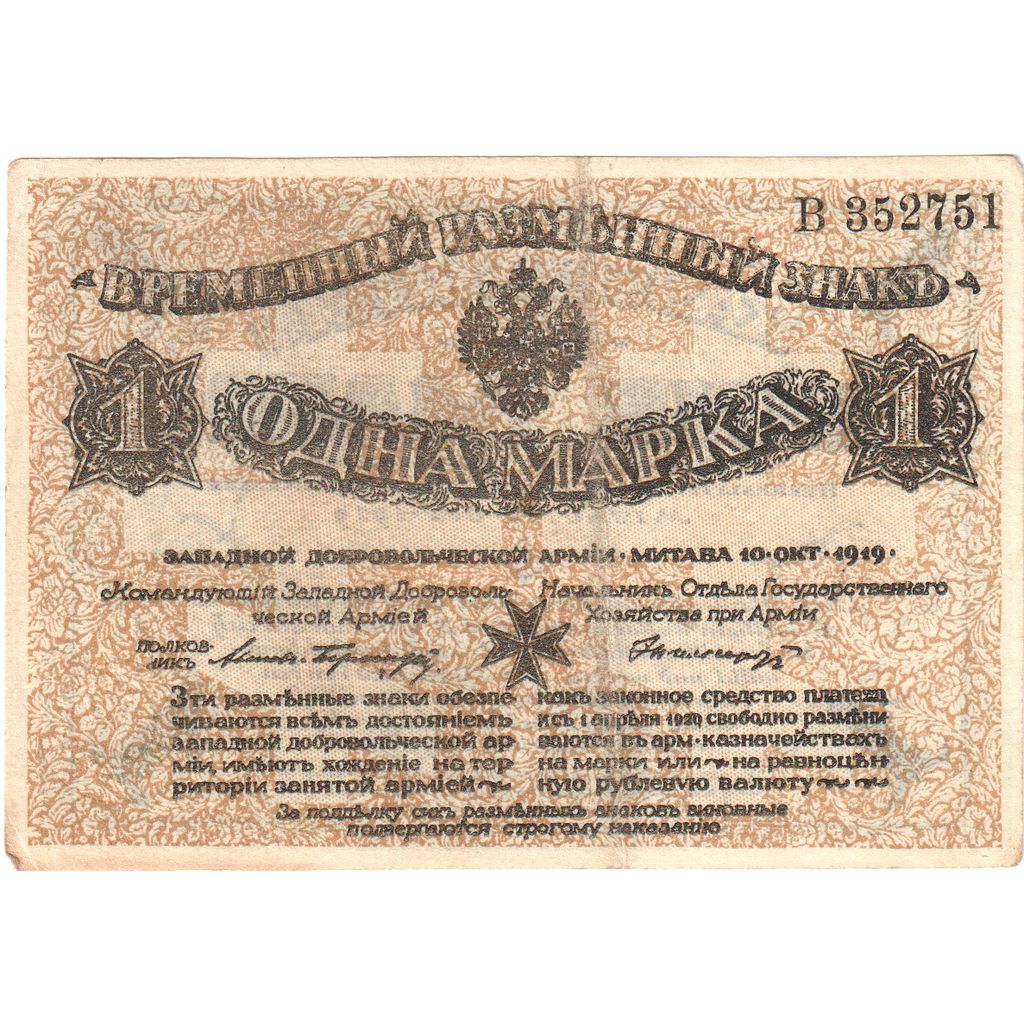 В 352751
ВРЕМЕННЫЙ РАЗМѢННЫЙ ЗНАКЪ
1 1
ОДНА МАРКА
ЗАПАДНОЙ ДОБРОВОЛЬЧЕСКОЙ АРМІИ · МИТАВА 10 · ОКТ · 1919 ·
Командующій Западной Доброволь-
ческой Арміей
Полков-
никъ
Начальникъ Отдѣла Государственнаго
Хозяйства при Арміи
Эти размѣнные знаки обезпе-
чиваются всѣмъ достояніемъ
западной добровольческой ар-
міи, имѣютъ хожденіе на тер-
риторіи занятой арміей
какъ законное средство платежа,
и съ 1 апрѣля 1920 свободно размѣни-
ваются въ арм · казначействахъ
на марки или на равноцѣн-
ную рублевую валюту
За поддѣлку сихъ размѣнныхъ знаковъ виновные
подвергаются строгому наказанію